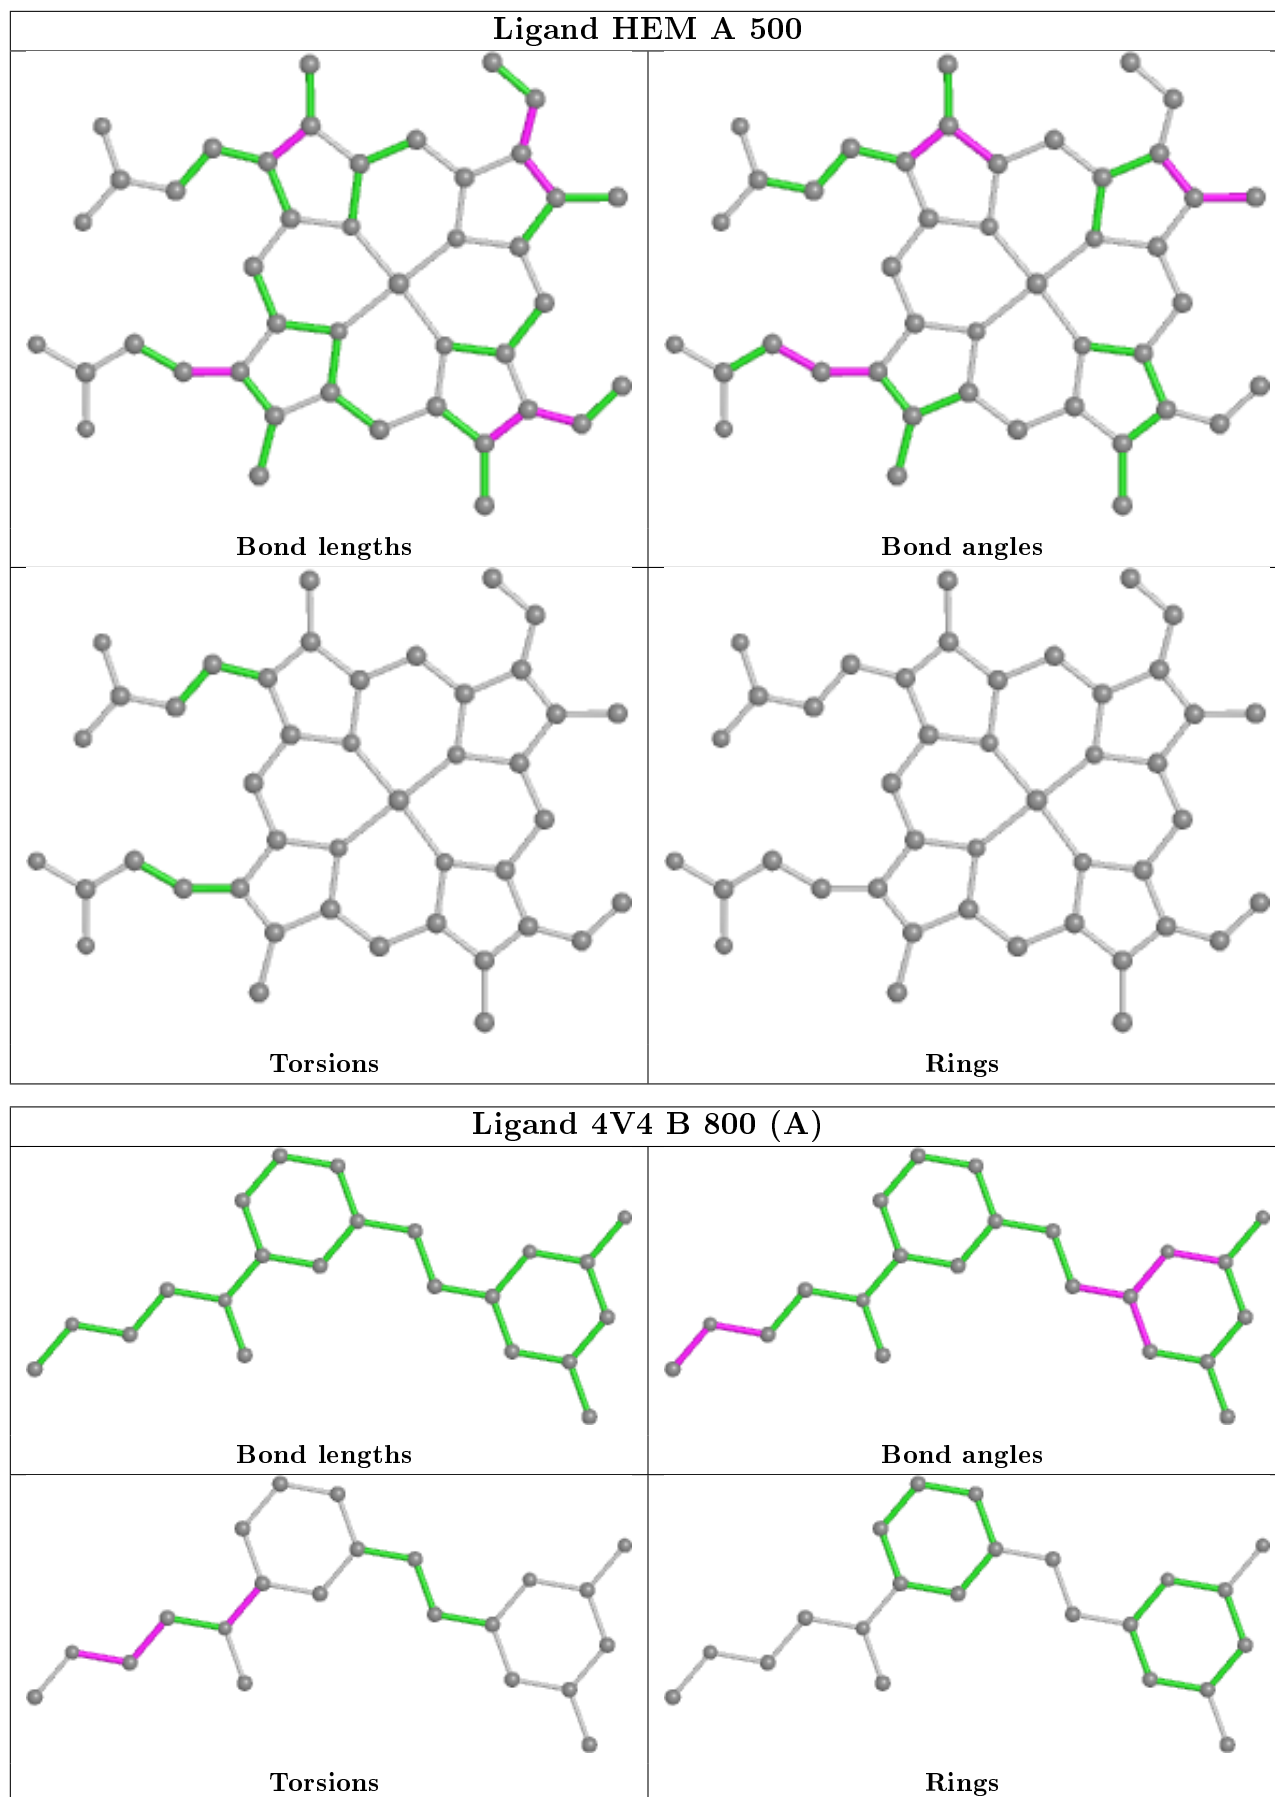 Ligand HEM A 500
Bond lengths
Bond angles
Torsions
Rings
Ligand 4V4 B 800 (A)
Bond lengths
Bond angles
Torsions
Rings